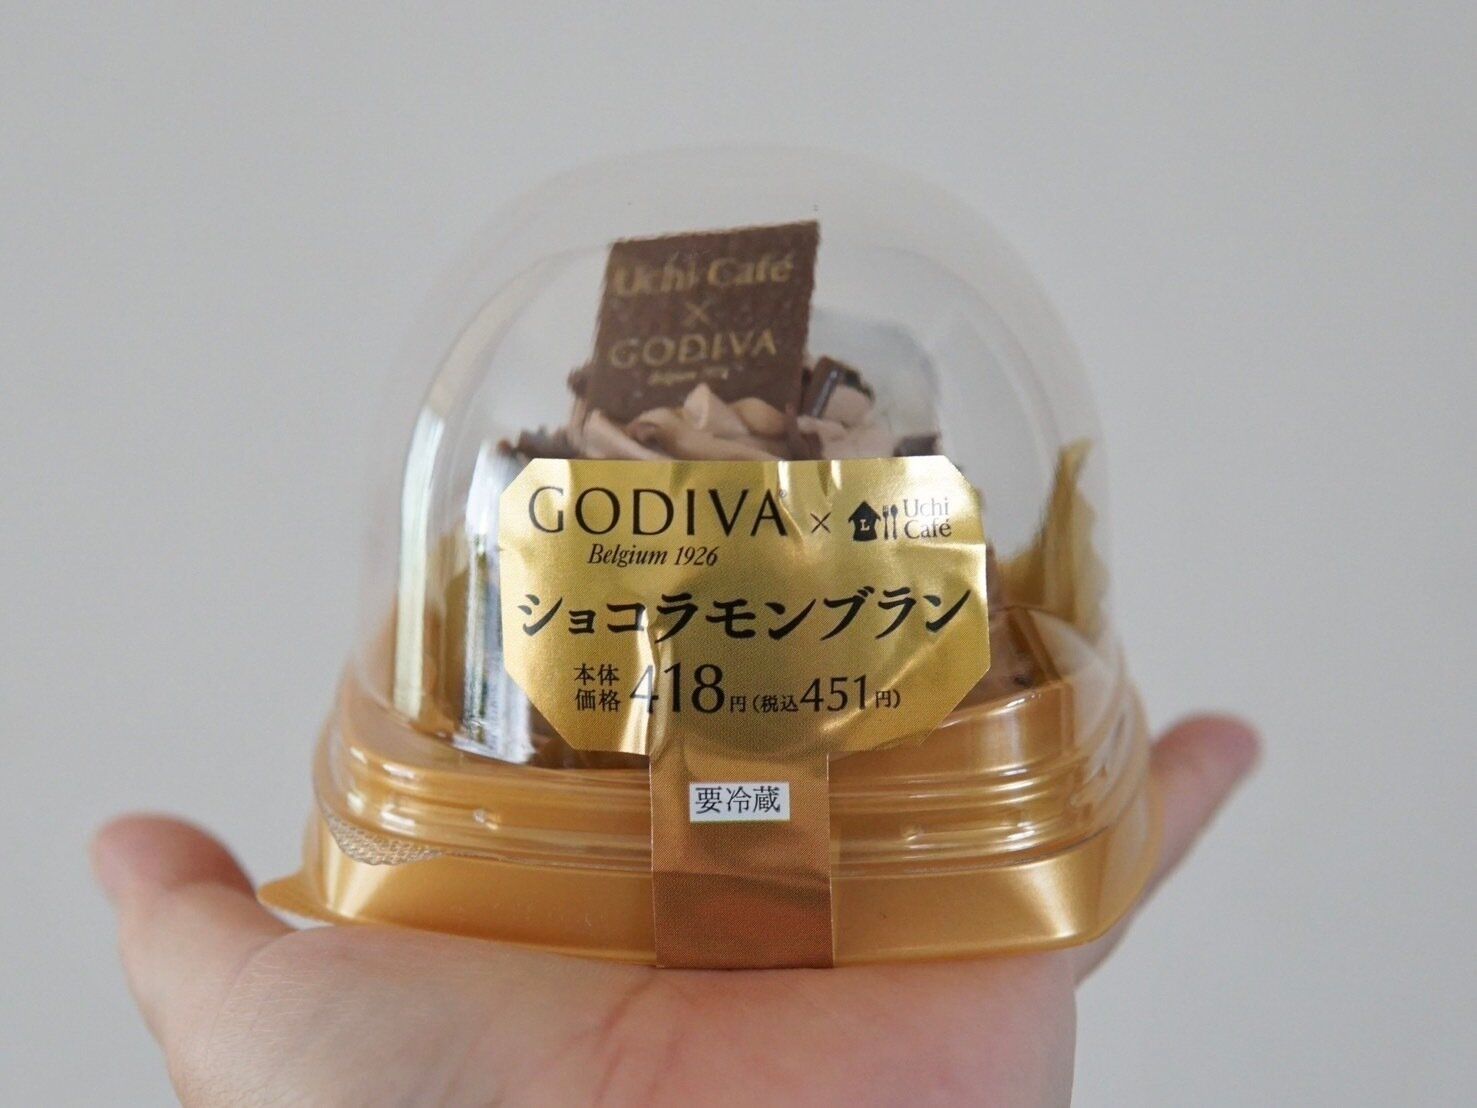 Uchi Café
×
GODIVA
GODIVA® × L Uchi
Café
Belgium 1926
ショコラモンブラン
本体
価格 418円(税込451円)
要冷蔵